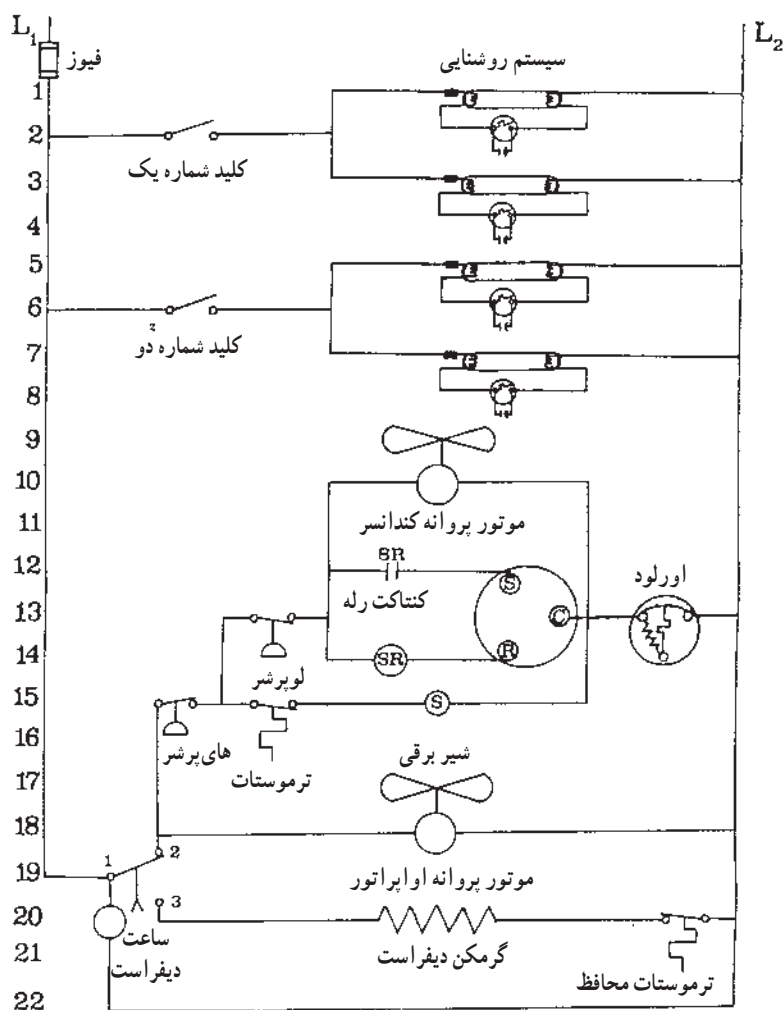 L1
L2
فیوز
سیستم روشنایی
1
2
کلید شماره یک
3
4
5
6
2
کلید شماره دو
7
8
9
10
موتور پروانه کندانسر
11
12
SR
S
کنتاکت رله
اورلود
13
C
14
SR
R
لوپرشر
15
S
16
های‌پرشر
ترموستات
شیر برقی
17
18
2
19
1
موتور پروانه اواپراتور
3
20
ساعت
دیفراست
گرمکن دیفراست
21
ترموستات محافظ
22